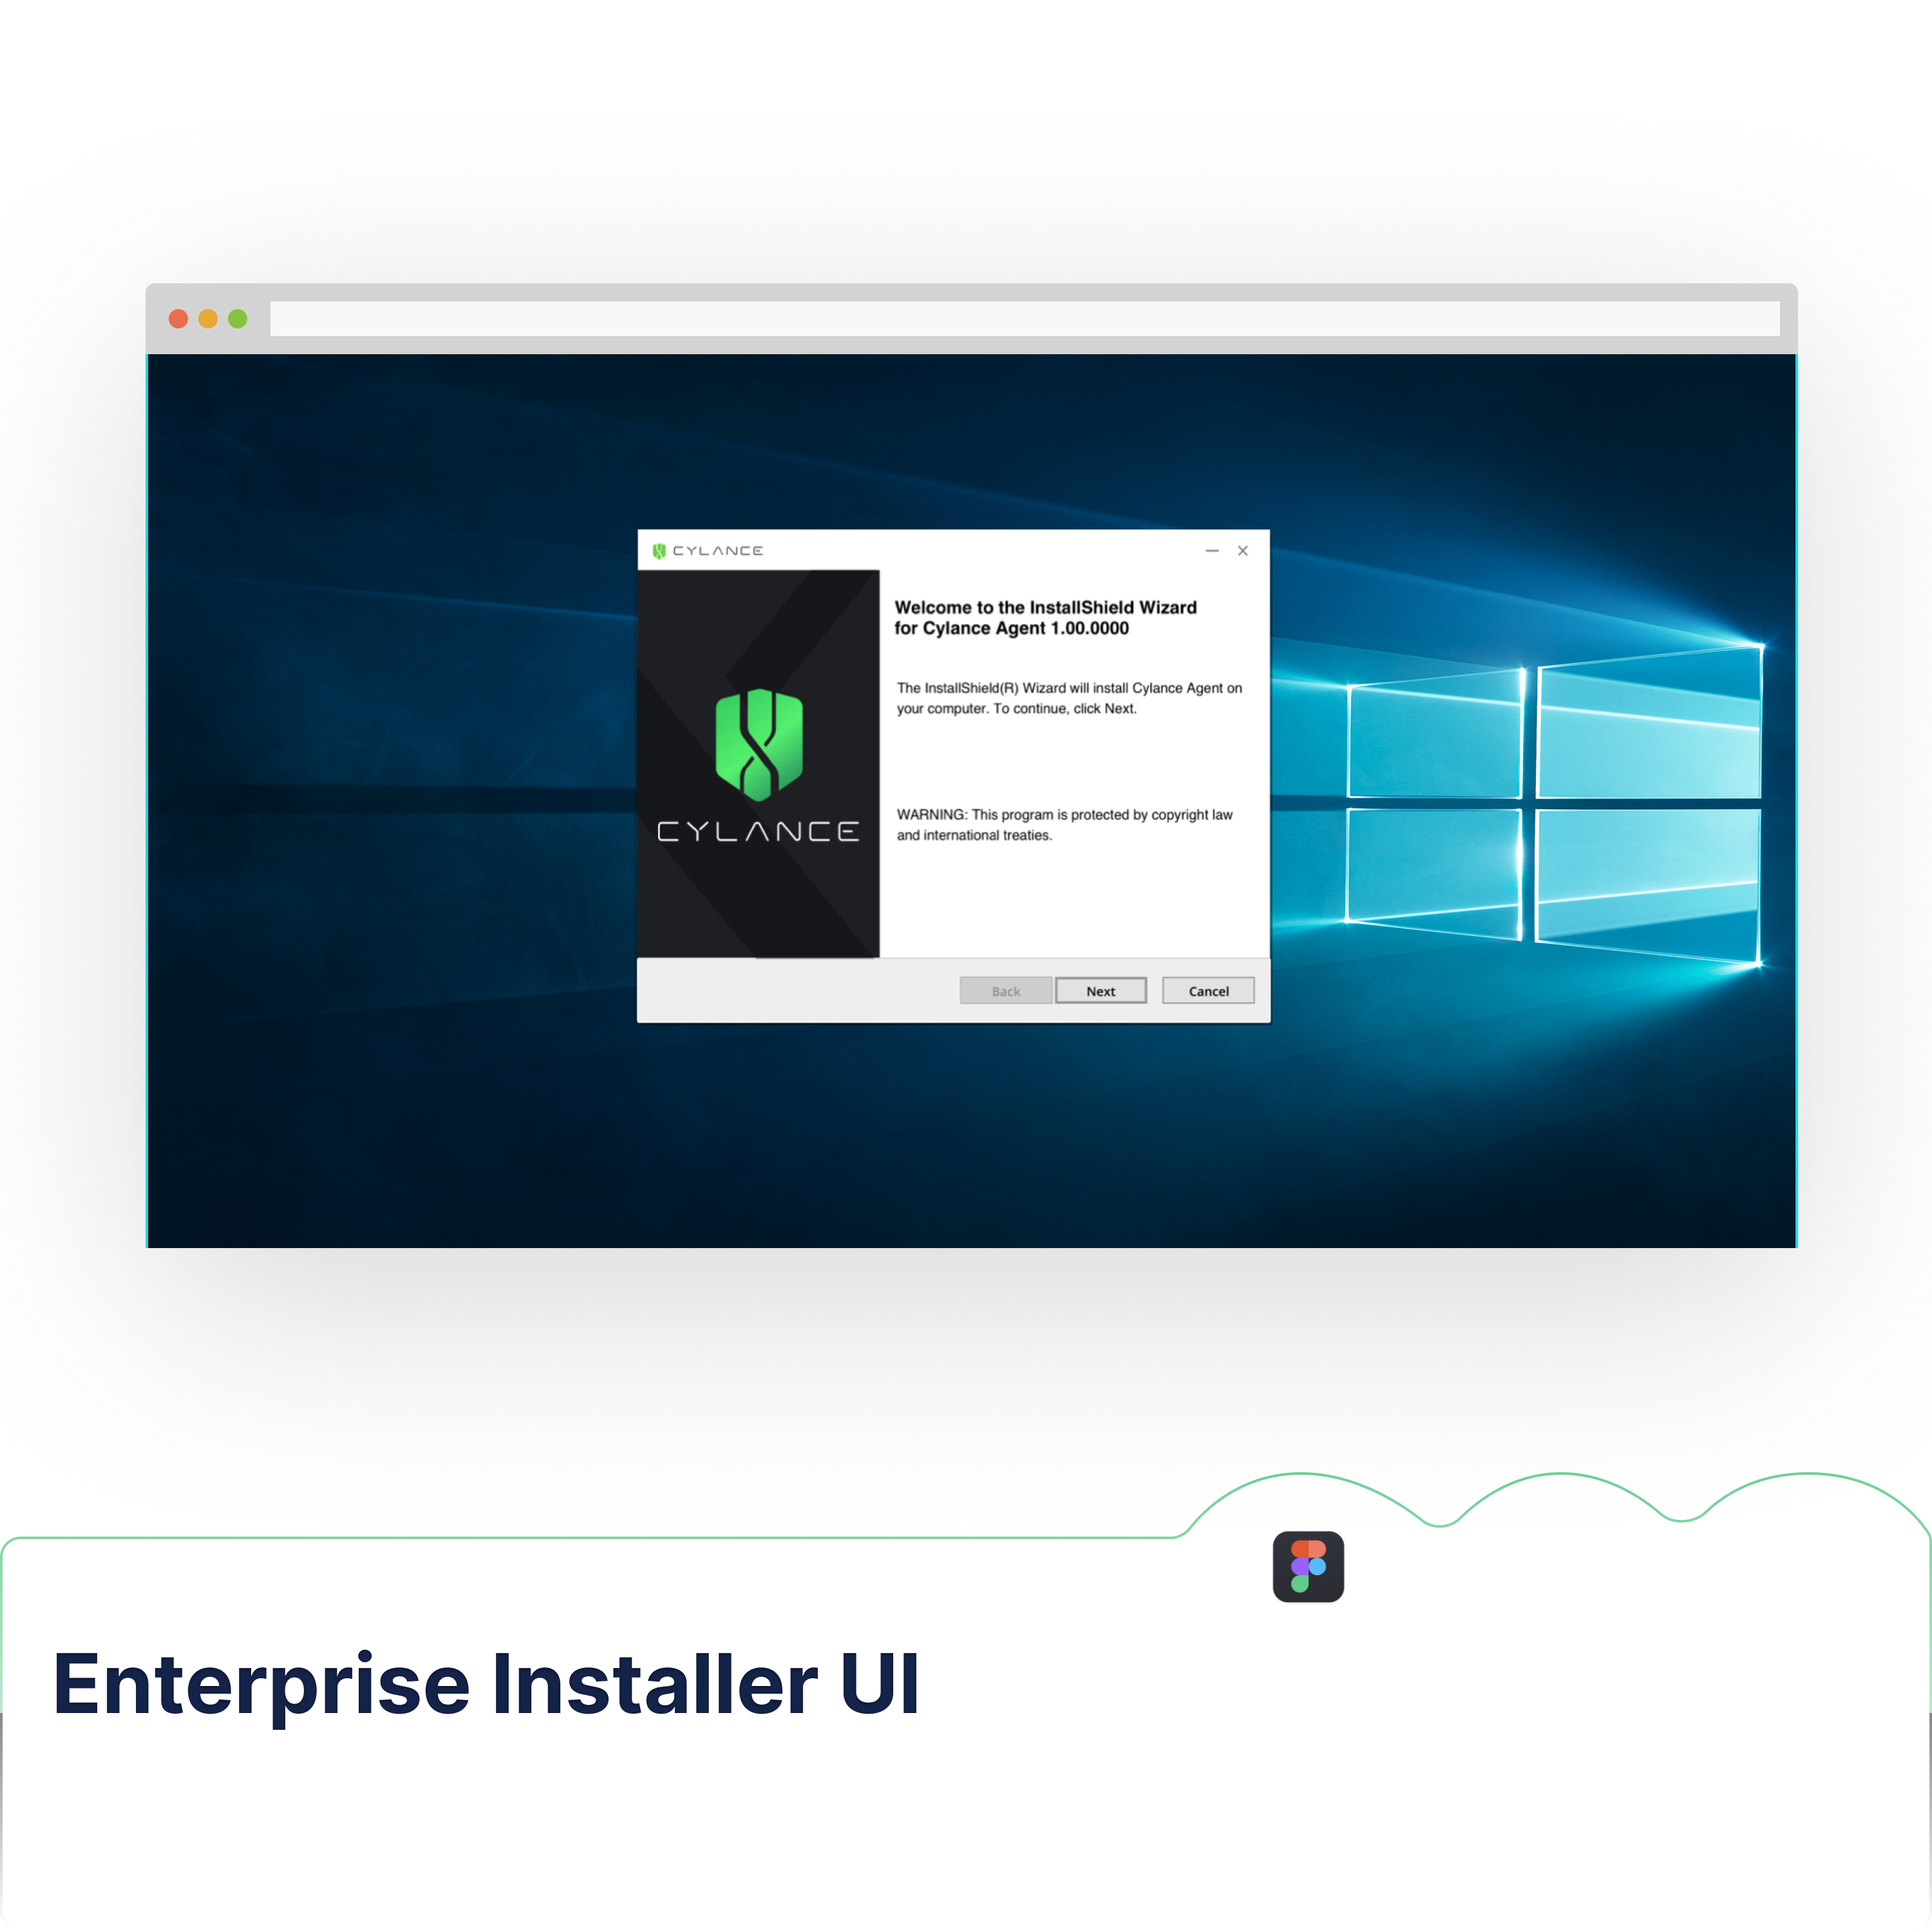 CYLANCE
Welcome to the InstallShield Wizard
for Cylance Agent 1.00.0000
The InstallShield(R) Wizard will install Cylance Agent on
your computer. To continue, click Next.
CYLANCE
WARNING: This program is protected by copyright law
and international treaties.
Back Next Cancel
Enterprise Installer UI